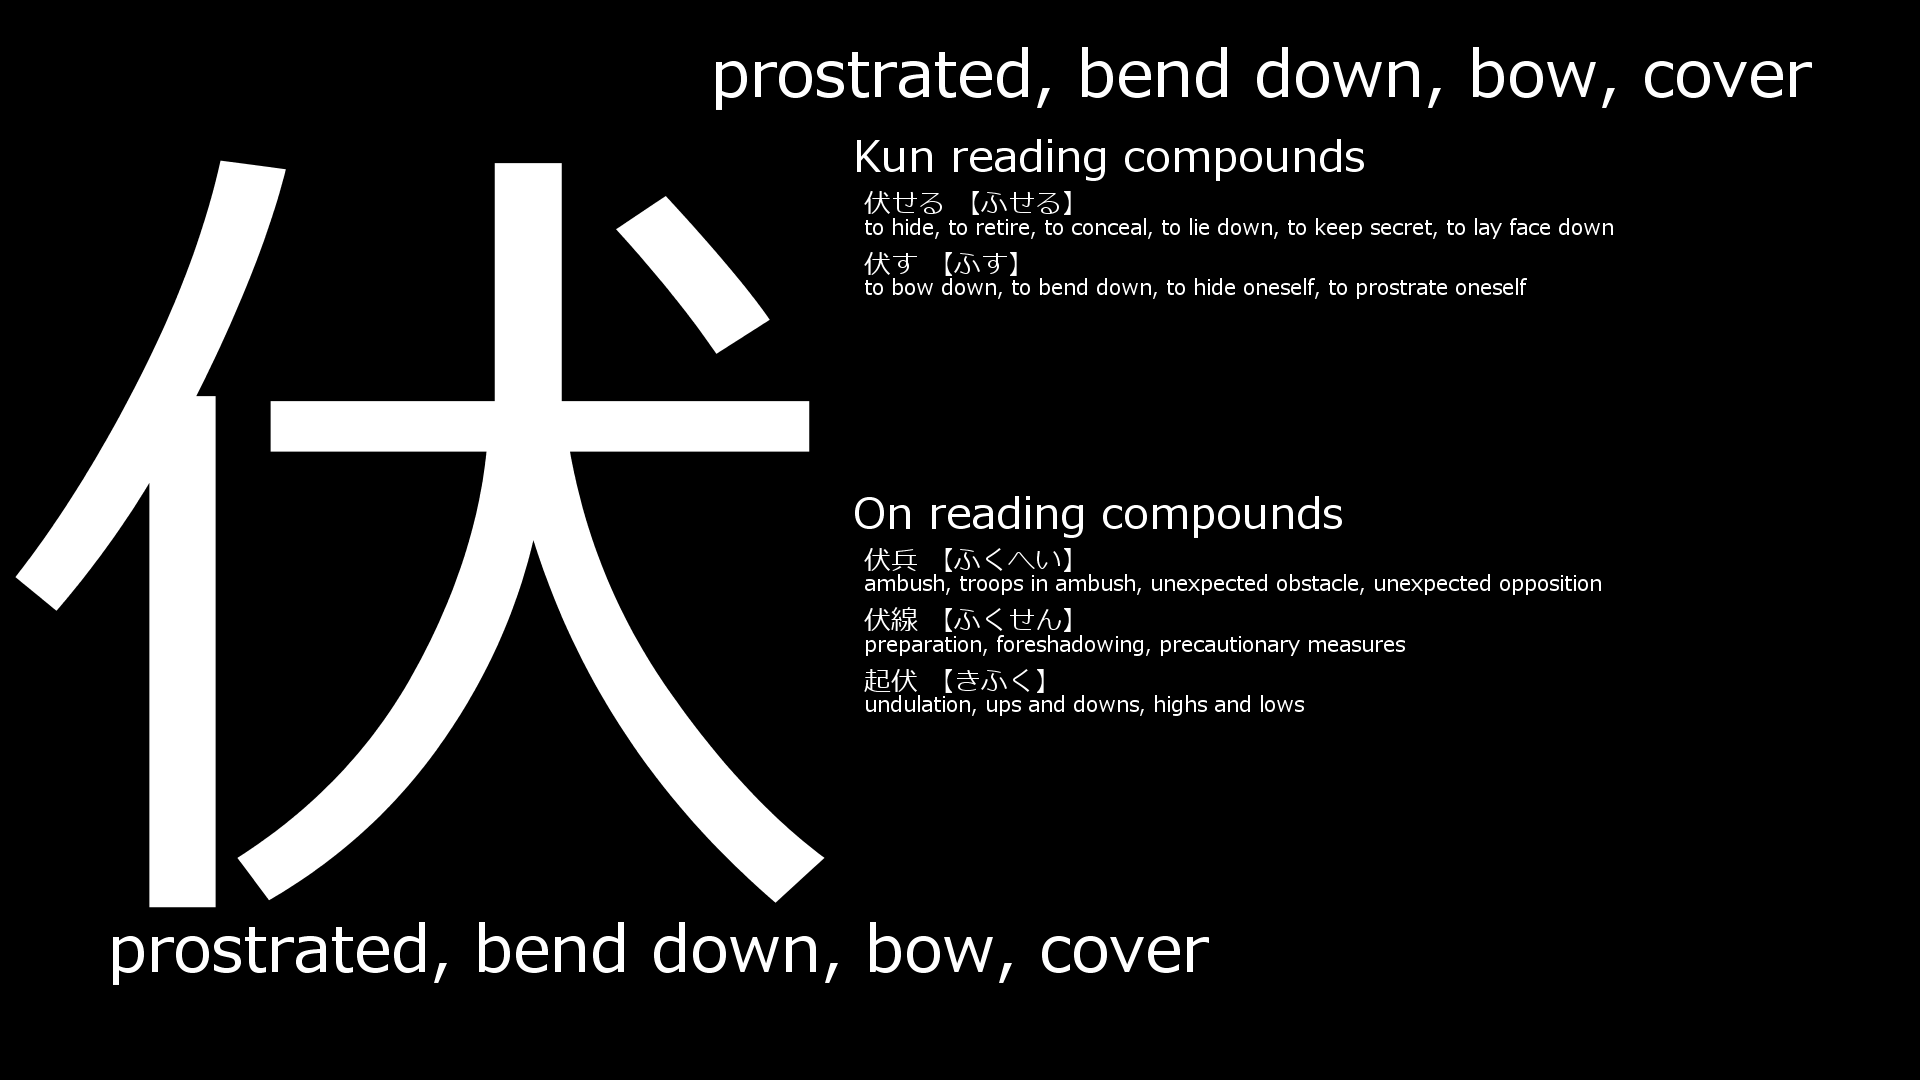 prostrated, bend down, bow, cover
伏
Kun reading compounds
伏せる 【ふせる】
to hide, to retire, to conceal, to lie down, to keep secret, to lay face down
伏す 【ふす】
to bow down, to bend down, to hide oneself, to prostrate oneself
On reading compounds
伏兵 【ふくへい】
ambush, troops in ambush, unexpected obstacle, unexpected opposition
伏線 【ふくせん】
preparation, foreshadowing, precautionary measures
起伏 【きふく】
undulation, ups and downs, highs and lows
prostrated, bend down, bow, cover